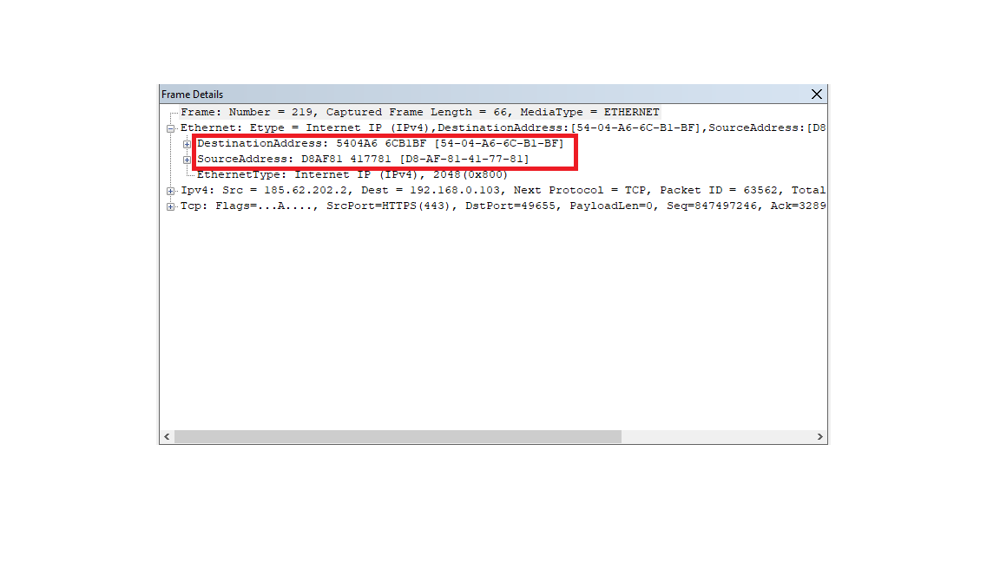 Frame Details
Frame: Number = 219, Captured Frame Length = 66, MediaType = ETHERNET
Ethernet: Etype = Internet IP (IPv4),DestinationAddress:[54-04-A6-6C-B1-BF],SourceAddress:[D8
DestinationAddress: 5404A6 6CB1BF [54-04-A6-6C-B1-BF]
SourceAddress: D8AF81 417781 [D8-AF-81-41-77-81]
EthernetType: Internet IP (IPv4), 2048(0x800)
Ipv4: Src = 185.62.202.2, Dest = 192.168.0.103, Next Protocol = TCP, Packet ID = 63562, Total
Tcp: Flags=...A...., SrcPort=HTTPS(443), DstPort=49655, PayloadLen=0, Seq=847497246, Ack=3289